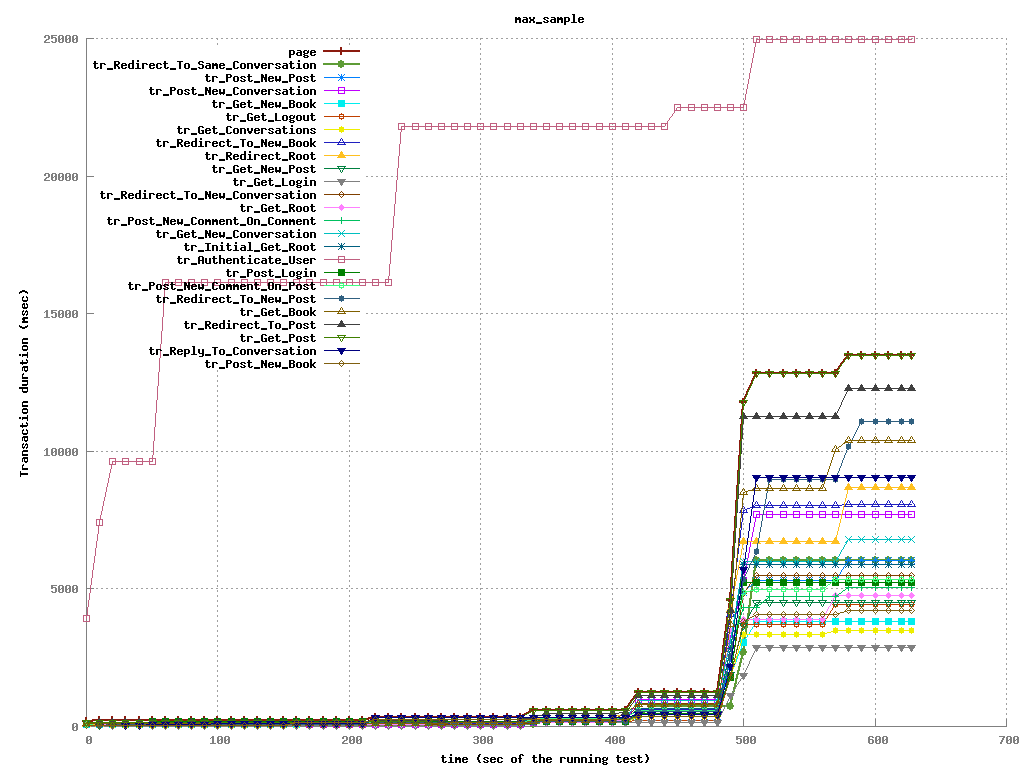 max_sample
25000
20000
15000
10000
5000
0
Transaction duration (msec)
page
tr_Redirect_To_Same_Conversation
tr_Post_New_Post
tr_Post_New_Conversation
tr_Get_New_Book
tr_Get_Logout
tr_Get_Conversations
tr_Redirect_To_New_Book
tr_Redirect_Root
tr_Get_New_Post
tr_Get_Login
tr_Redirect_To_New_Conversation
tr_Get_Root
tr_Post_New_Comment_On_Comment
tr_Get_New_Conversation
tr_Initial_Get_Root
tr_Authenticate_User
tr_Post_Login
tr_Post_New_Comment_On_Post
tr_Redirect_To_New_Post
tr_Get_Book
tr_Redirect_To_Post
tr_Get_Post
tr_Reply_To_Conversation
tr_Post_New_Book
0 100 200 300 400 500 600 700
time (sec of the running test)